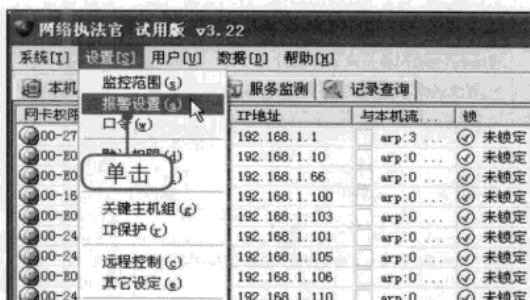 网络执法官 试用版 v3.22
系统[I] 设置[S] 用户[U] 数据[D] 帮助[H]
本机 服务监测 记录查询
监控范围(s)
报警设置(a)
口令(w)
单击
关键主机组(g)
IP保护(r)
远程控制(c)
其它设定(e)
网卡权限 IP地址 与本机流... 锁
00-27 192.168.1.1 arp:3 ... 未锁定
00-E0 192.168.1.10 arp:0 ... 未锁定
00-E0 192.168.1.66 arp:0 ... 未锁定
00-16 192.168.1.100 arp:0 ... 未锁定
00-E0 192.168.1.103 arp:0 ... 未锁定
00-24 192.168.1.101 arp:0 ... 未锁定
00-24 192.168.1.105 arp:0 ... 未锁定
00-E0 192.168.1.106 arp:0 ... 未锁定
00-24 192.168.1.110 arp:0 ... 未锁定